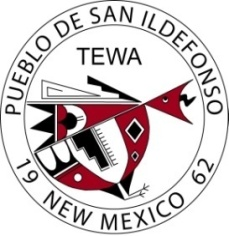 PUEBLO DE SAN ILDEFONSO
TEWA
19 NEW MEXICO 62